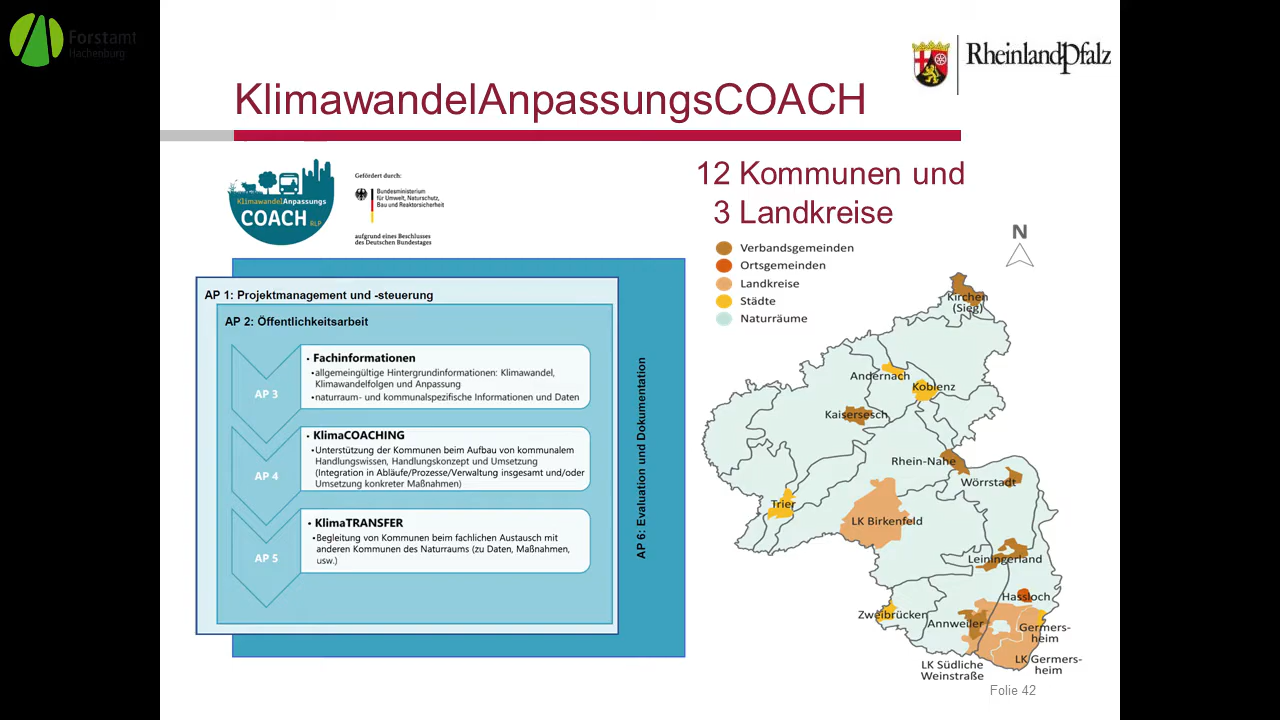 Forstamt
Hachenburg
RheinlandPfalz
KlimawandelAnpassungsCOACH
KlimawandelAnpassungs
COACH RLP
Gefördert durch:
Bundesministerium
für Umwelt, Naturschutz,
Bau und Reaktorsicherheit
aufgrund eines Beschlusses
des Deutschen Bundestages
12 Kommunen und
3 Landkreise
Verbandsgemeinden
Ortsgemeinden
Landkreise
Städte
Naturräume
N
AP 1: Projektmanagement und -steuerung
AP 2: Öffentlichkeitsarbeit
AP 3
• Fachinformationen
•allgemeingültige Hintergrundinformationen: Klimawandel,
Klimawandelfolgen und Anpassung
•naturraum- und kommunalspezifische Informationen und Daten
AP 4
• KlimaCOACHING
•Unterstützung der Kommunen beim Aufbau von kommunalem
Handlungswissen, Handlungskonzept und Umsetzung
(Integration in Abläufe/Prozesse/Verwaltung insgesamt und/oder
Umsetzung konkreter Maßnahmen)
AP 5
• KlimaTRANSFER
•Begleitung von Kommunen beim fachlichen Austausch mit
anderen Kommunen des Naturraums (zu Daten, Maßnahmen,
usw.)
AP 6: Evaluation und Dokumentation
Kirchen
(Sieg)
Andernach
Koblenz
Kaisersesch
Rhein-Nahe
Wörrstadt
Trier
LK Birkenfeld
Leiningerland
Hassloch
Zweibrücken
Annweiler
Germers-
heim
LK Germers-
heim
LK Südliche
Weinstraße
Folie 42